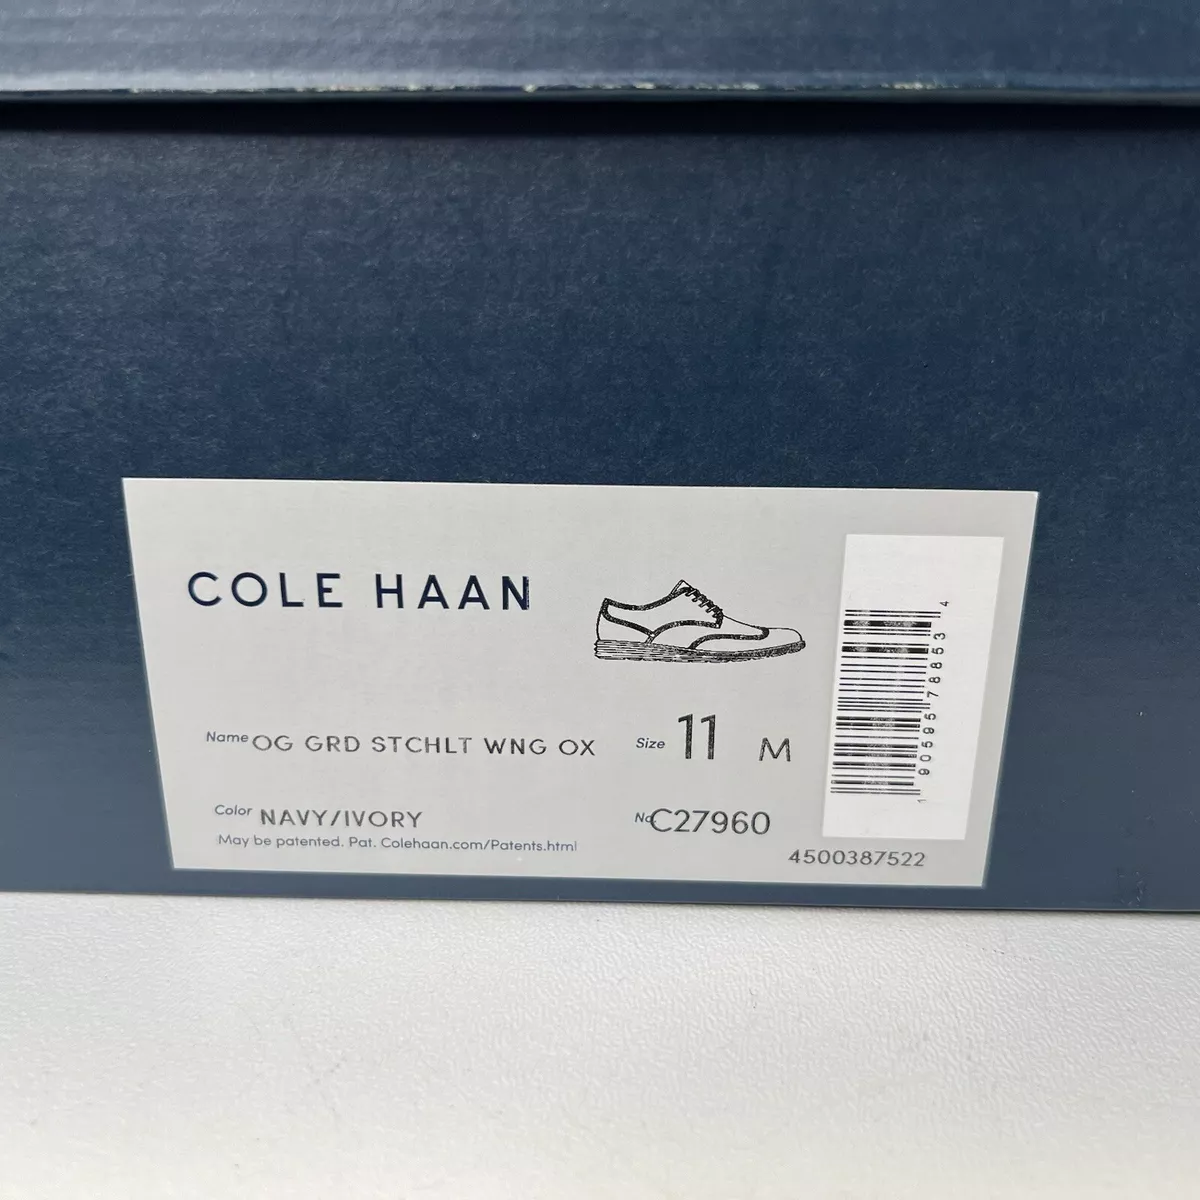 COLE HAAN
Name OG GRD STCHLT WNG OX
Size 11 M
Color NAVY/IVORY
No. C27960
May be patented. Pat. Colehaan.com/Patents.html
4500387522
1 90595 78853 4